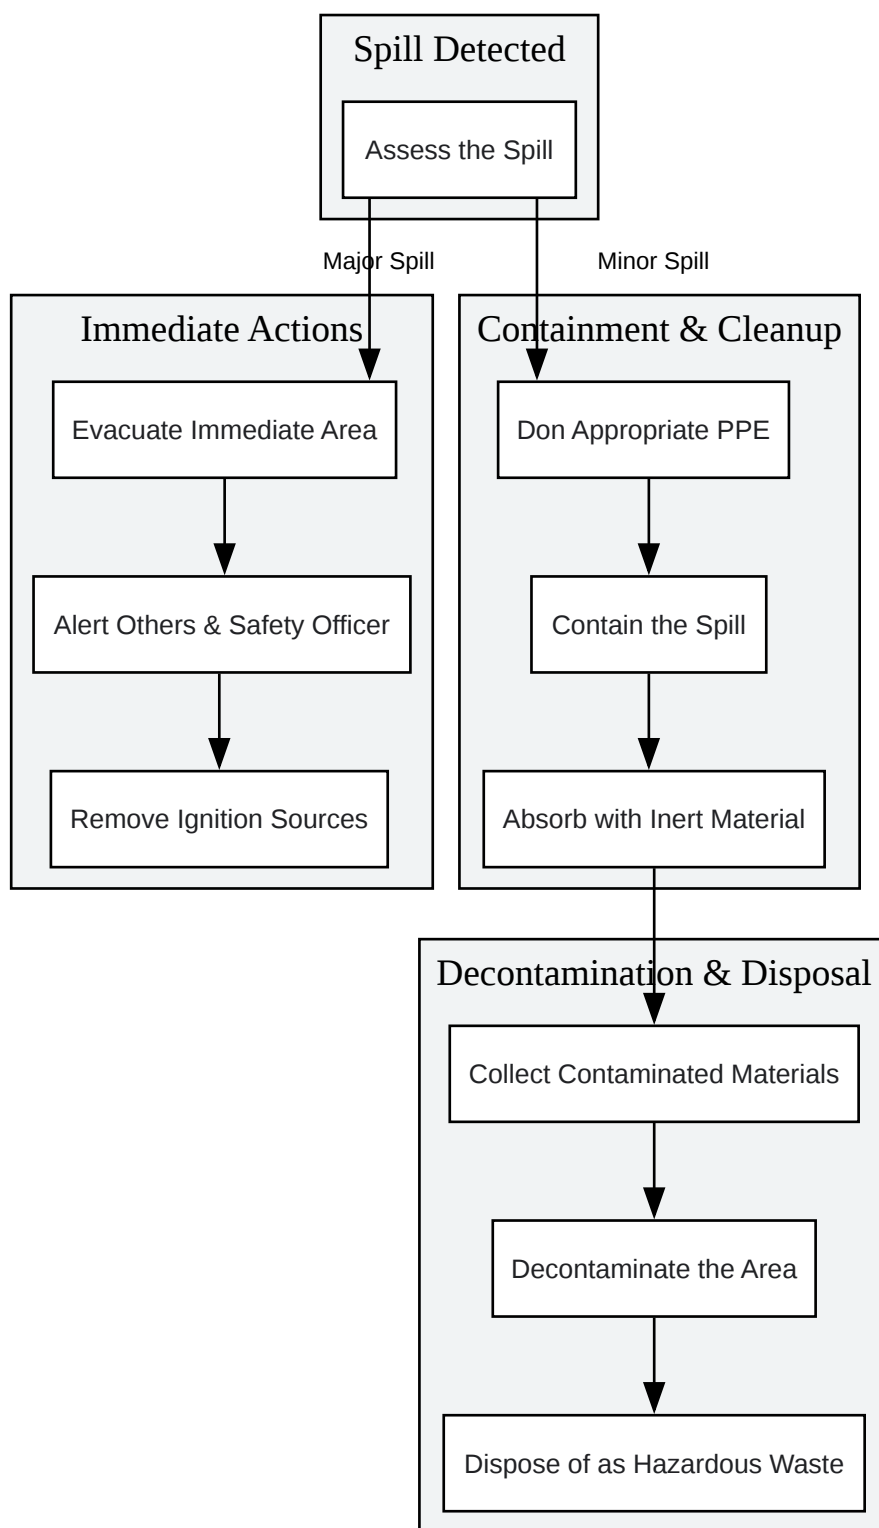 Spill Detected
Assess the Spill
Major Spill
Minor Spill
Immediate Actions
Evacuate Immediate Area
Alert Others & Safety Officer
Remove Ignition Sources
Containment & Cleanup
Don Appropriate PPE
Contain the Spill
Absorb with Inert Material
Decontamination & Disposal
Collect Contaminated Materials
Decontaminate the Area
Dispose of as Hazardous Waste